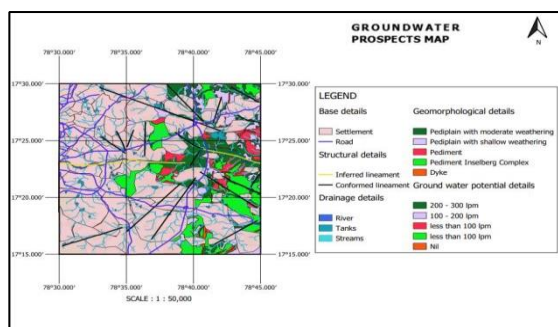 GROUNDWATER
PROSPECTS MAP
N
78°30.000' 78°35.000' 78°40.000' 78°45.000'
17°30.000' 17°30.000'
17°25.000' 17°25.000'
17°20.000' 17°20.000'
17°15.000' 17°15.000'
78°30.000' 78°35.000' 78°40.000' 78°45.000'
SCALE : 1 : 50,000
LEGEND
Base details
Settlement
Road
Structural details
Inferred lineament
Conformed lineament
Drainage details
River
Tanks
Streams
Geomorphological details
Pediplain with moderate weathering
Pediplain with shallow weathering
Pediment
Pediment Inselberg Complex
Dyke
Ground water potential details
200 - 300 lpm
100 - 200 lpm
less than 100 lpm
less than 100 lpm
Nil